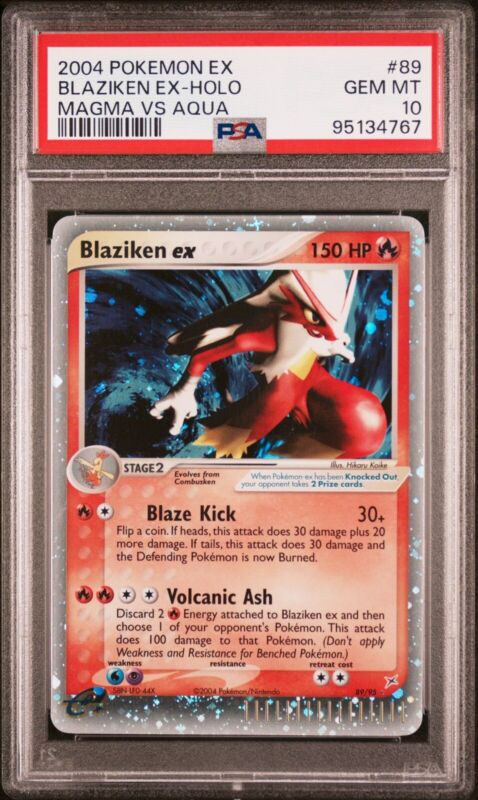 2004 POKEMON EX #89
BLAZIKEN EX-HOLO GEM MT
MAGMA VS AQUA 10
PSA 95134767
Blaziken ex 150 HP
STAGE2
Evolves from
Combusken
Illus. Hikaru Koike
When Pokémon-ex has been Knocked Out,
your opponent takes 2 Prize cards.
Blaze Kick 30+
Flip a coin. If heads, this attack does 30 damage plus 20
more damage. If tails, this attack does 30 damage and
the Defending Pokémon is now Burned.
Volcanic Ash
Discard 2 Energy attached to Blaziken ex and then
choose 1 of your opponent's Pokémon. This attack
does 100 damage to that Pokémon. (Don't apply
Weakness and Resistance for Benched Pokémon.)
weakness resistance retreat cost
©2004 Pokémon/Nintendo 89/95